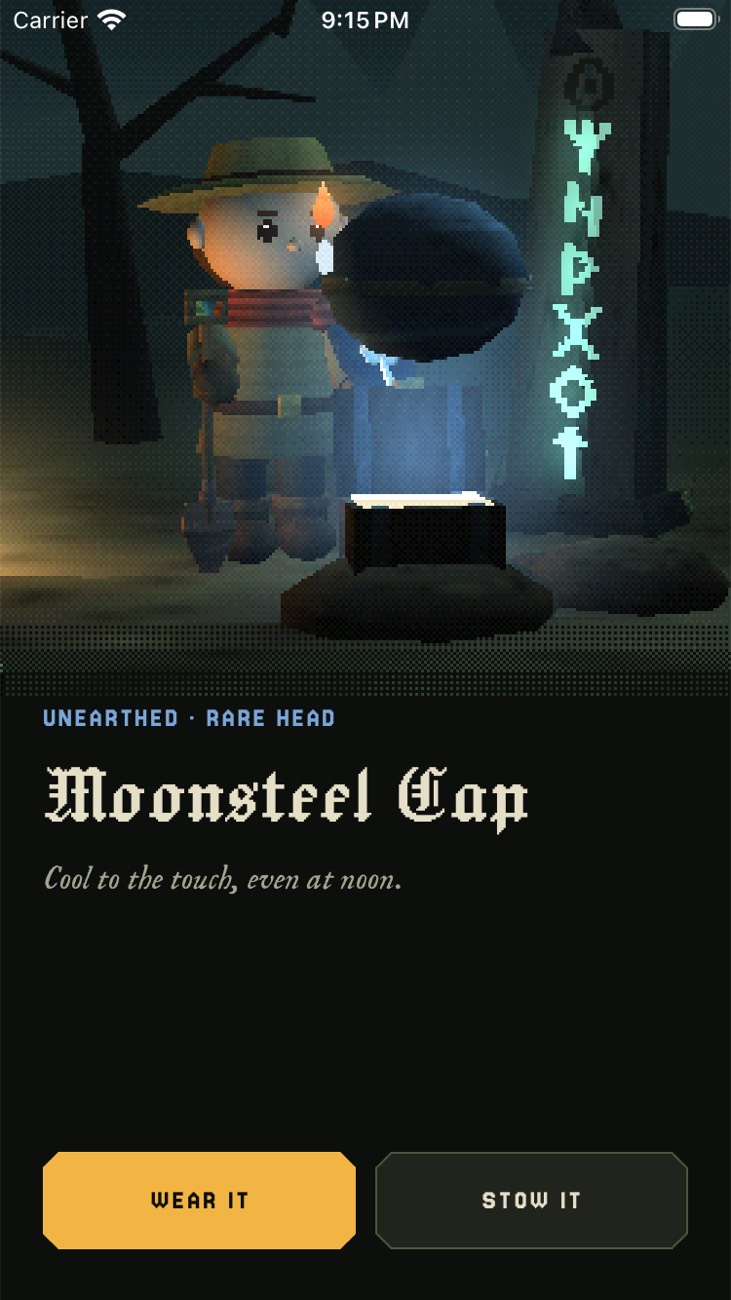 Carrier 9:15 PM
UNEARTHED · RARE HEAD
Moonsteel Cap
Cool to the touch, even at noon.
WEAR IT
STOW IT